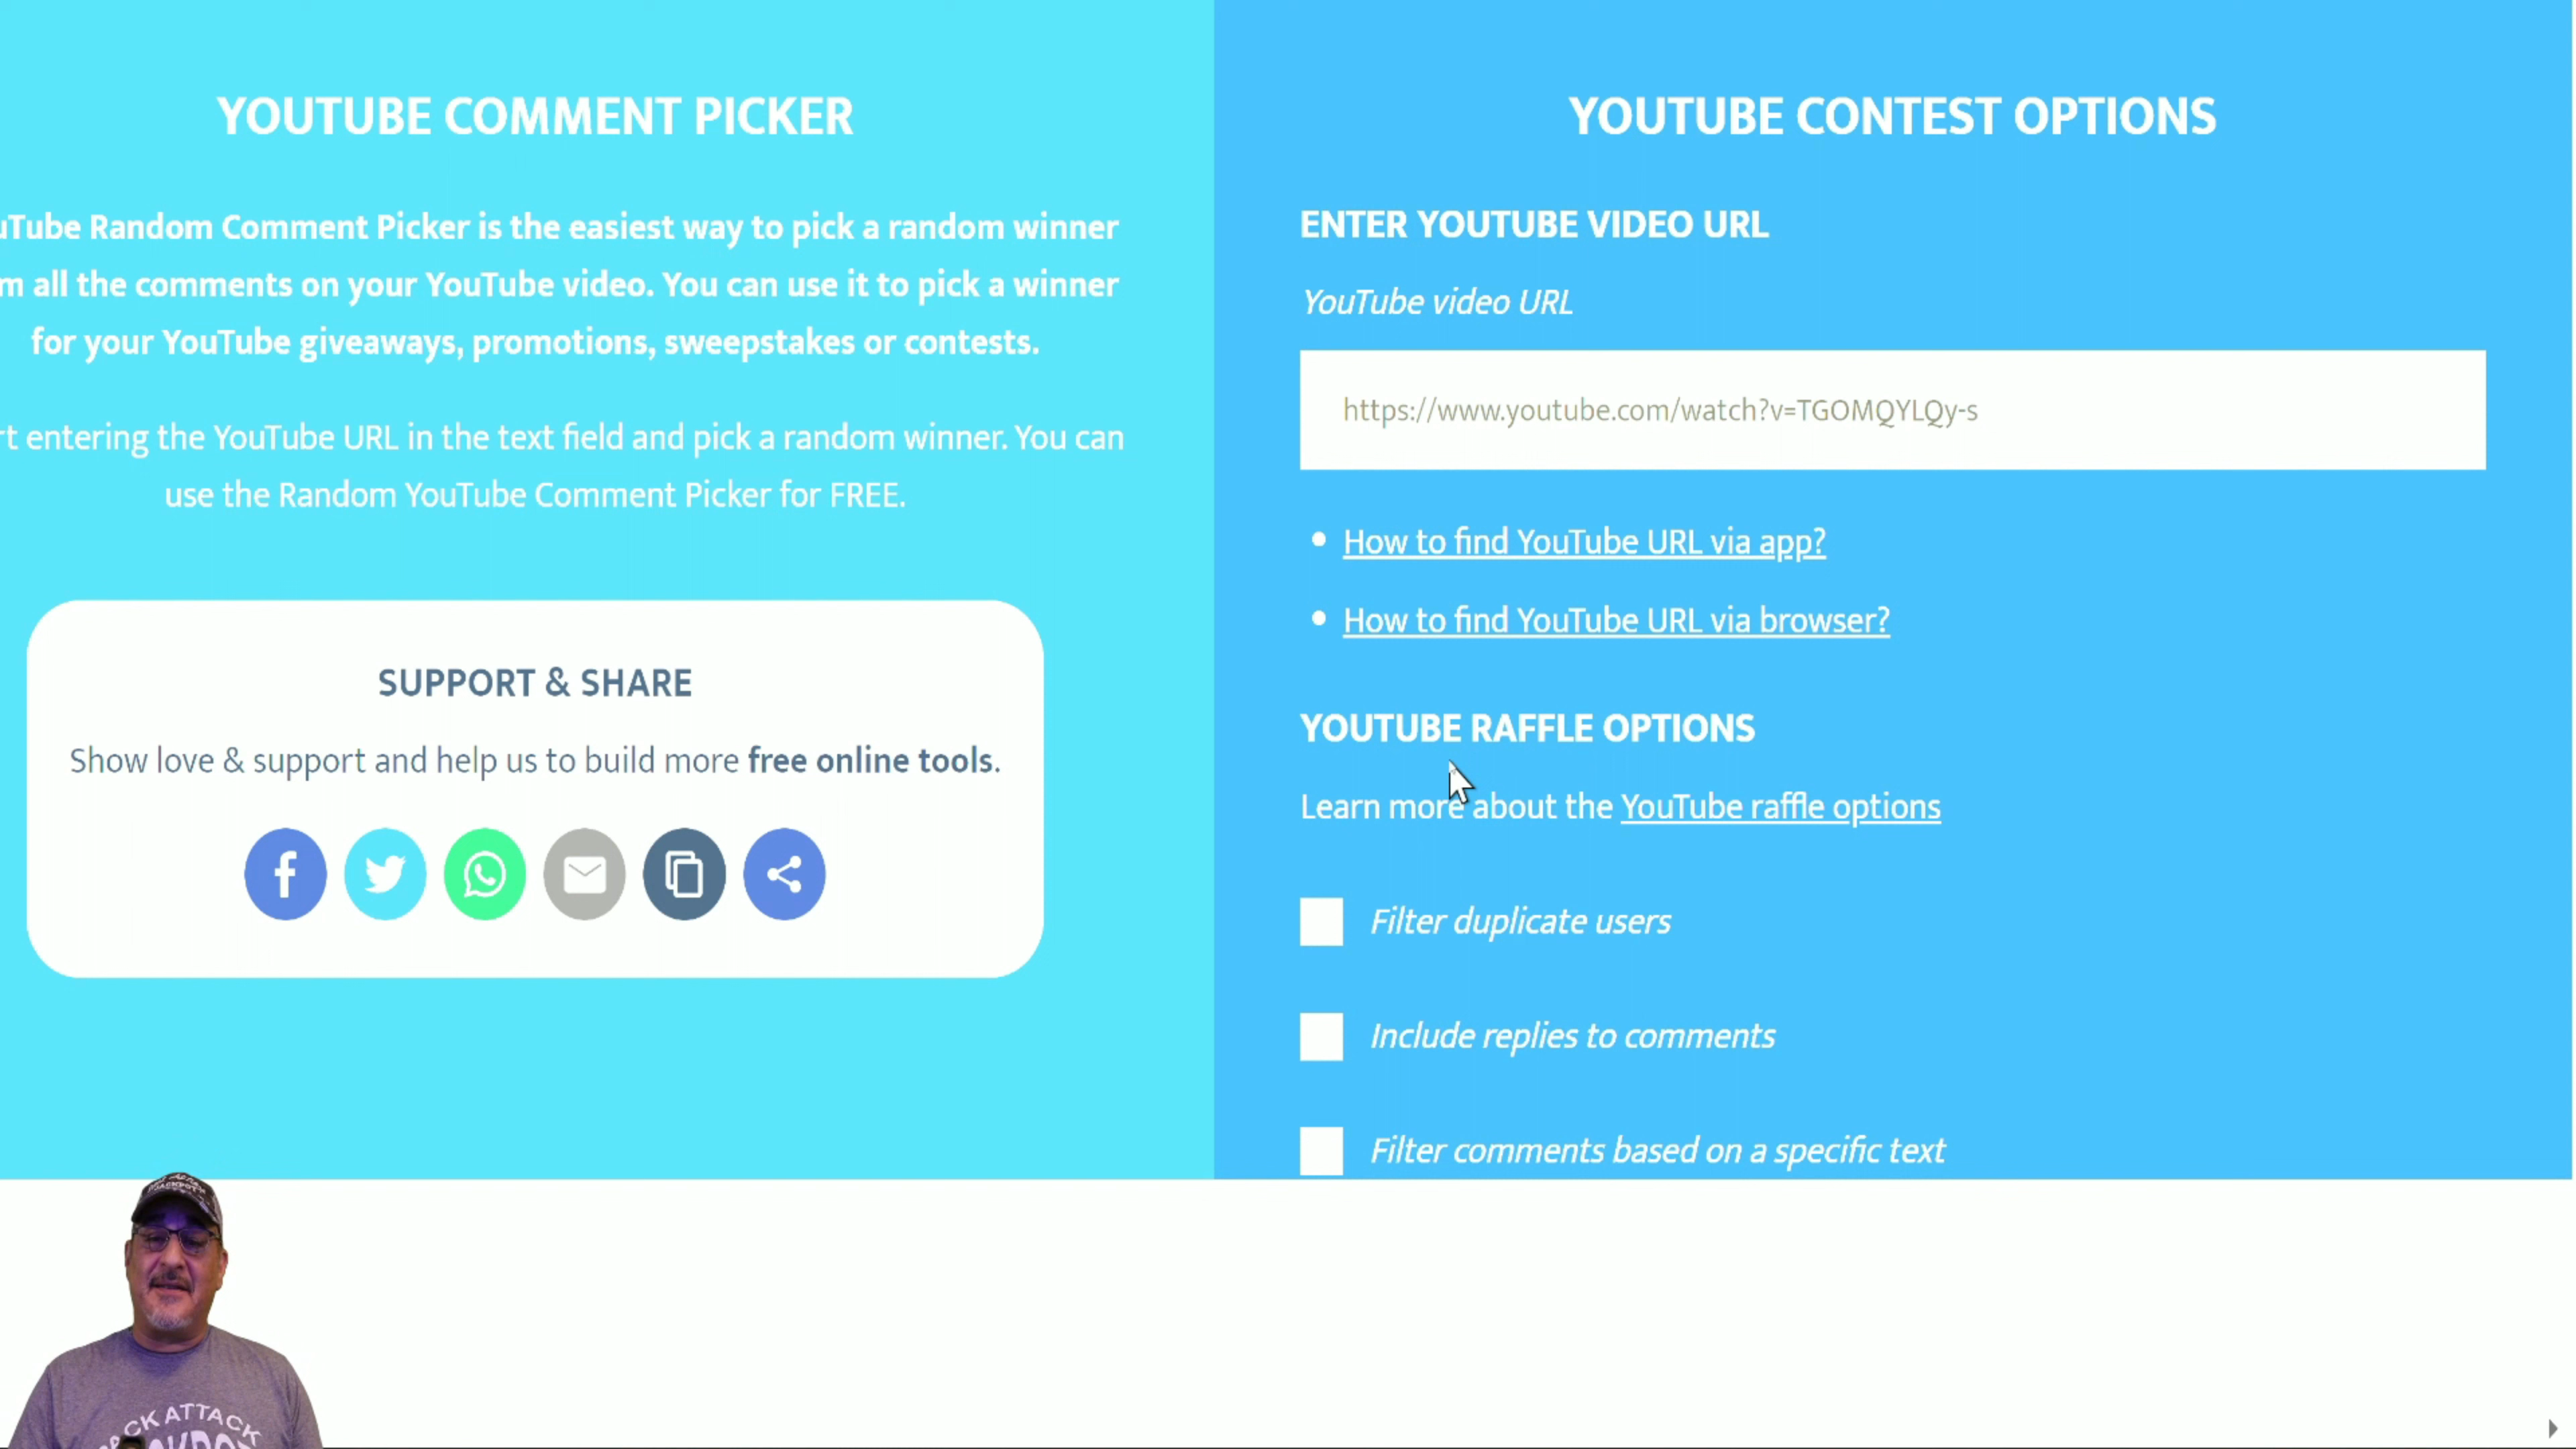 YOUTUBE COMMENT PICKER
Tube Random Comment Picker is the easiest way to pick a random winner
m all the comments on your YouTube video. You can use it to pick a winner
for your YouTube giveaways, promotions, sweepstakes or contests.
t entering the YouTube URL in the text field and pick a random winner. You can
use the Random YouTube Comment Picker for FREE.
SUPPORT & SHARE
Show love & support and help us to build more free online tools.
YOUTUBE CONTEST OPTIONS
ENTER YOUTUBE VIDEO URL
YouTube video URL
https://www.youtube.com/watch?v=TGOMQYLQy-s
• How to find YouTube URL via app?
• How to find YouTube URL via browser?
YOUTUBE RAFFLE OPTIONS
Learn more about the YouTube raffle options
Filter duplicate users
Include replies to comments
Filter comments based on a specific text
JACKPOT
ATTACK